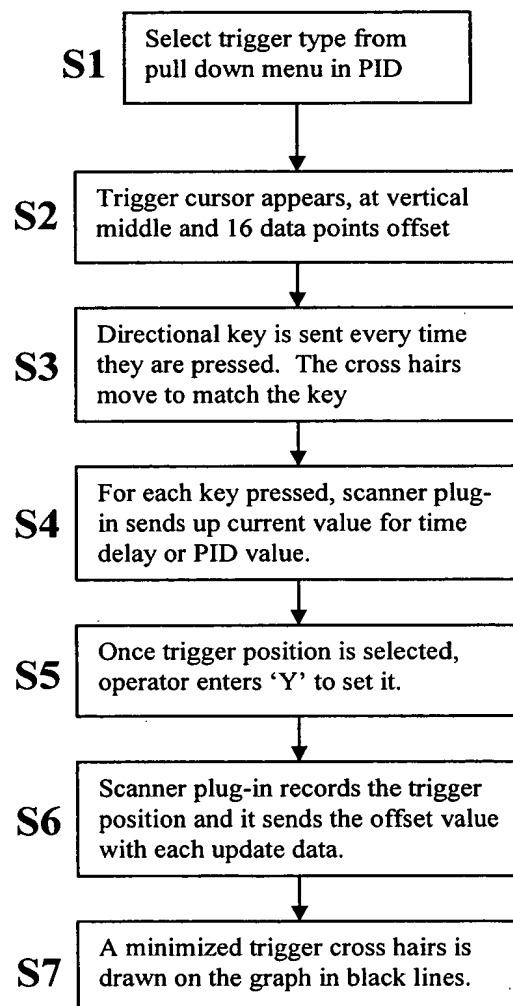 S1
Select trigger type from
pull down menu in PID
S2
Trigger cursor appears, at vertical
middle and 16 data points offset
S3
Directional key is sent every time
they are pressed. The cross hairs
move to match the key
S4
For each key pressed, scanner plug-
in sends up current value for time
delay or PID value.
S5
Once trigger position is selected,
operator enters ‘Y’ to set it.
S6
Scanner plug-in records the trigger
position and it sends the offset value
with each update data.
S7
A minimized trigger cross hairs is
drawn on the graph in black lines.